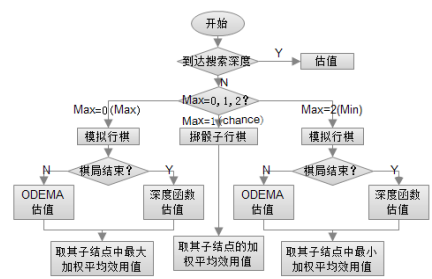 开始
到达搜索深度
Y
估值
N
Max=0,1,2?
Max=0(Max)
Max=1(chance)
Max=2(Min)
模拟行棋
掷骰子行棋
模拟行棋
N
棋局结束?
Y
N
棋局结束?
Y
ODEMA
估值
深度函数
估值
ODEMA
估值
深度函数
估值
取其子结点中最大
加权平均效用值
取其子结点的加
权平均效用值
取其子结点中最小
加权平均效用值